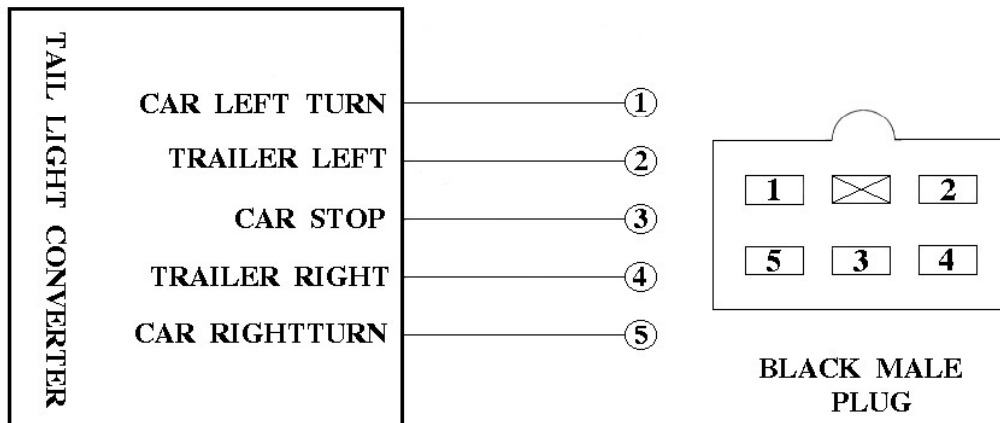 TAIL LIGHT CONVERTER
CAR LEFT TURN
1
TRAILER LEFT
2
CAR STOP
3
TRAILER RIGHT
4
CAR RIGHTTURN
5
1 2
5 3 4
BLACK MALE
PLUG